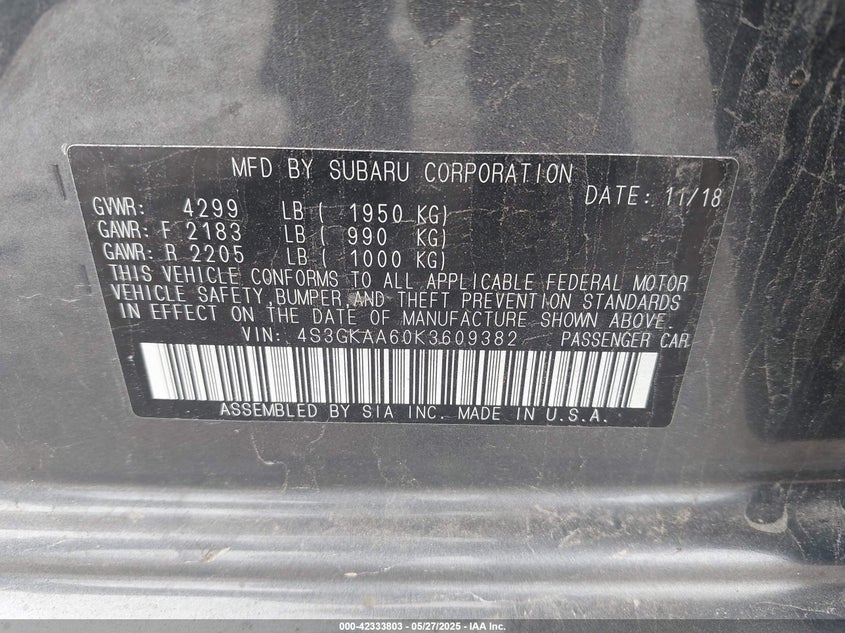 MFD BY SUBARU CORPORATION
DATE: 11/18
GVWR: 4299 LB ( 1950 KG)
GAWR: F 2183 LB ( 990 KG)
GAWR: R 2205 LB ( 1000 KG)
THIS VEHICLE CONFORMS TO ALL APPLICABLE FEDERAL MOTOR
VEHICLE SAFETY,BUMPER,AND THEFT PREVENTION STANDARDS
IN EFFECT ON THE DATE OF MANUFACTURE SHOWN ABOVE.
VIN: 4S3GKAA60K3609382 PASSENGER CAR
ASSEMBLED BY SIA INC. MADE IN U.S.A.
000-42333803 — 05/27/2025 — IAA Inc.